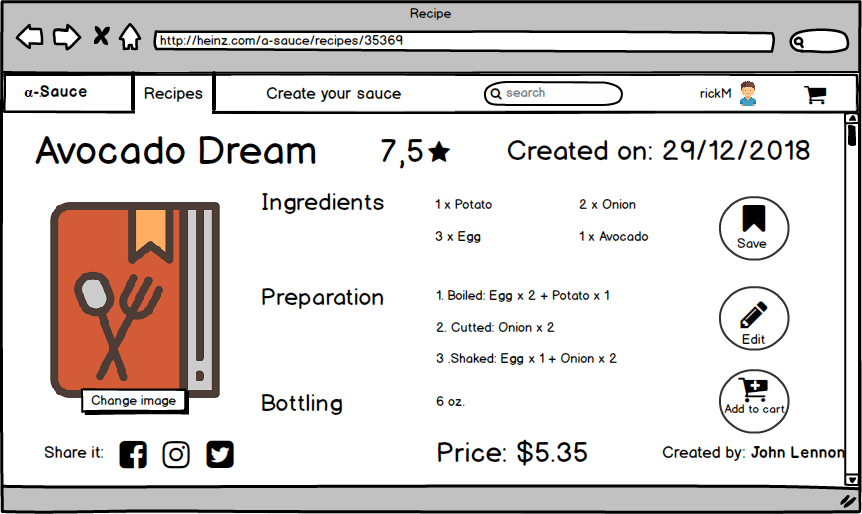 Recipe
http://heinz.com/a-sauce/recipes/35369
α-Sauce Recipes Create your sauce search rickM
Avocado Dream 7,5 Created on: 29/12/2018
Ingredients 1 x Potato 2 x Onion
3 x Egg 1 x Avocado
Save
Preparation 1. Boiled: Egg x 2 + Potato x 1
2. Cutted: Onion x 2
Edit
3 .Shaked: Egg x 1 + Onion x 2
Change image
Bottling 6 oz.
Add to cart
Share it: Price: $5.35 Created by: John Lennon